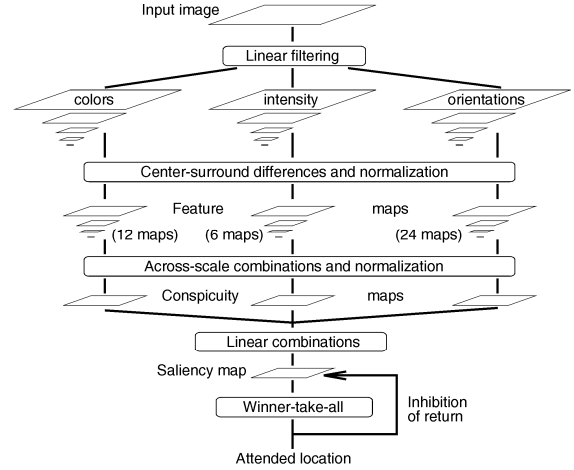 Input image
Linear filtering
colors intensity orientations
Center-surround differences and normalization
Feature maps
(12 maps) (6 maps) (24 maps)
Across-scale combinations and normalization
Conspicuity maps
Linear combinations
Saliency map
Winner-take-all
Inhibition
of return
Attended location